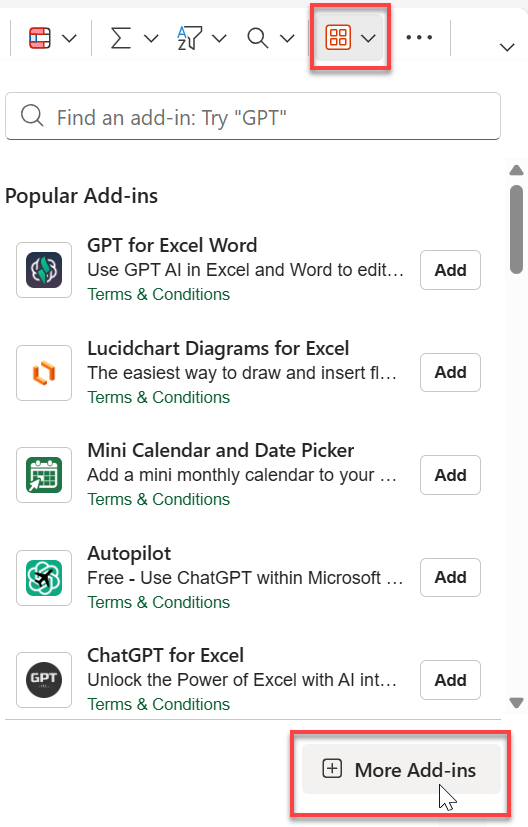 A
Z
Find an add-in: Try "GPT"
Popular Add-ins
GPT for Excel Word
Use GPT AI in Excel and Word to edit…
Terms & Conditions
Add
Lucidchart Diagrams for Excel
The easiest way to draw and insert fl…
Terms & Conditions
Add
Mini Calendar and Date Picker
Add a mini monthly calendar to your …
Terms & Conditions
Add
Autopilot
Free - Use ChatGPT within Microsoft …
Terms & Conditions
Add
GPT
ChatGPT for Excel
Unlock the Power of Excel with AI int…
Terms & Conditions
Add
More Add-ins